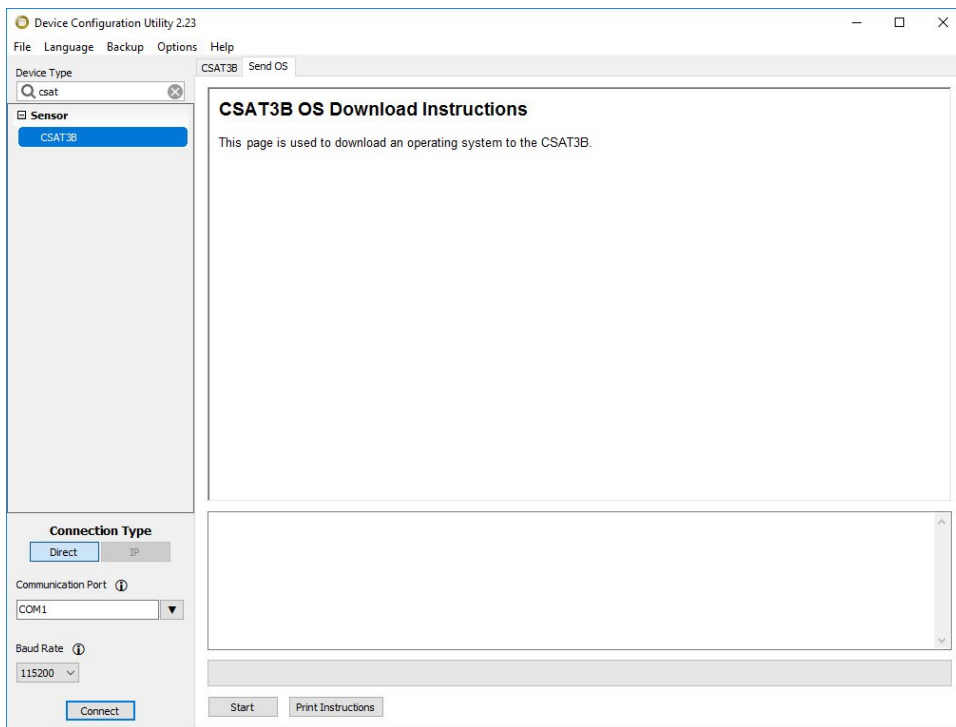 Device Configuration Utility 2.23
File Language Backup Options Help
Device Type
csat
Sensor
CSAT3B
CSAT3B Send OS
CSAT3B OS Download Instructions
This page is used to download an operating system to the CSAT3B.
Connection Type
Direct IP
Communication Port
COM1
Baud Rate
115200
Connect
Start Print Instructions